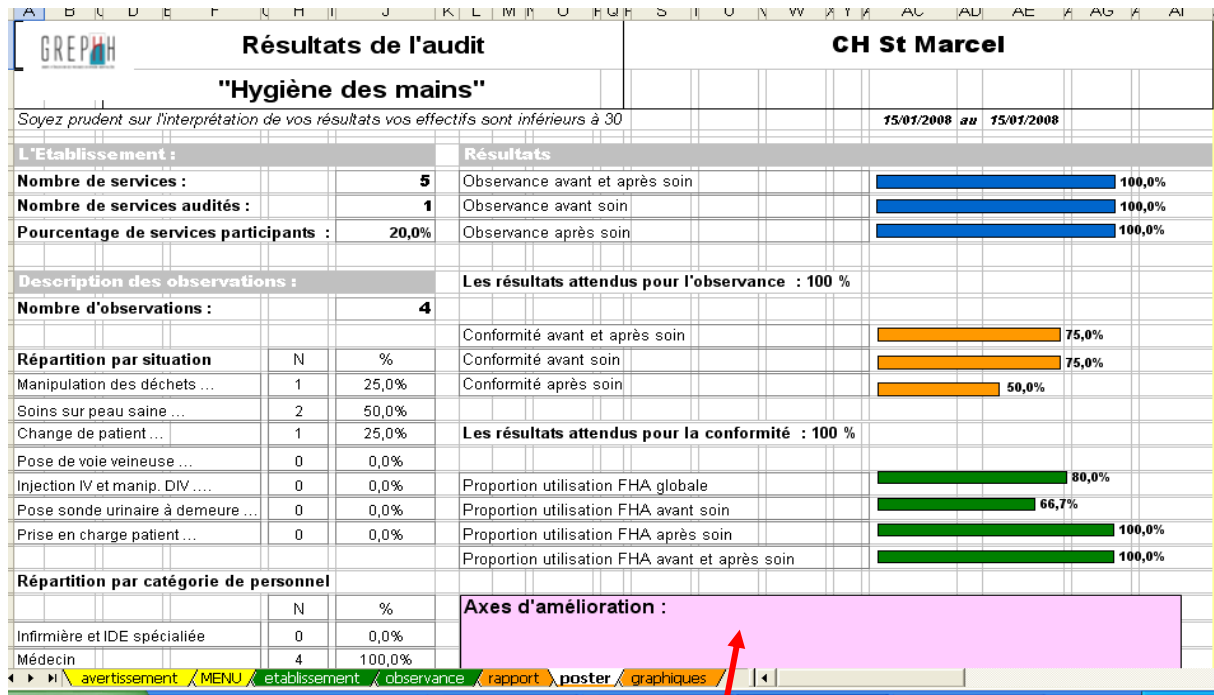 A B C D E F G H I J K L M N O P Q R S T U V W X Y A AC AD AE A AG A AI
GREPHH
Résultats de l'audit
CH St Marcel
"Hygiène des mains"
Soyez prudent sur l'interprétation de vos résultats vos effectifs sont inférieurs à 30
15/01/2008 au 15/01/2008
L'Etablissement :
Résultats
Nombre de services : 5
Observance avant et après soin 100,0%
Nombre de services audités : 1
Observance avant soin 100,0%
Pourcentage de services participants : 20,0%
Observance après soin 100,0%
Description des observations :
Les résultats attendus pour l'observance : 100 %
Nombre d'observations : 4
Conformité avant et après soin 75,0%
Répartition par situation N %
Conformité avant soin 75,0%
Manipulation des déchets ... 1 25,0%
Conformité après soin 50,0%
Soins sur peau saine ... 2 50,0%
Change de patient ... 1 25,0%
Les résultats attendus pour la conformité : 100 %
Pose de voie veineuse ... 0 0,0%
Injection IV et manip. DIV .... 0 0,0%
Proportion utilisation FHA globale 80,0%
Pose sonde urinaire à demeure ... 0 0,0%
Proportion utilisation FHA avant soin 66,7%
Prise en charge patient ... 0 0,0%
Proportion utilisation FHA après soin 100,0%
Proportion utilisation FHA avant et après soin 100,0%
Répartition par catégorie de personnel
N %
Axes d'amélioration :
Infirmière et IDE spécialiée 0 0,0%
Médecin 4 100,0%
avertissement MENU etablissement observance rapport poster graphiques